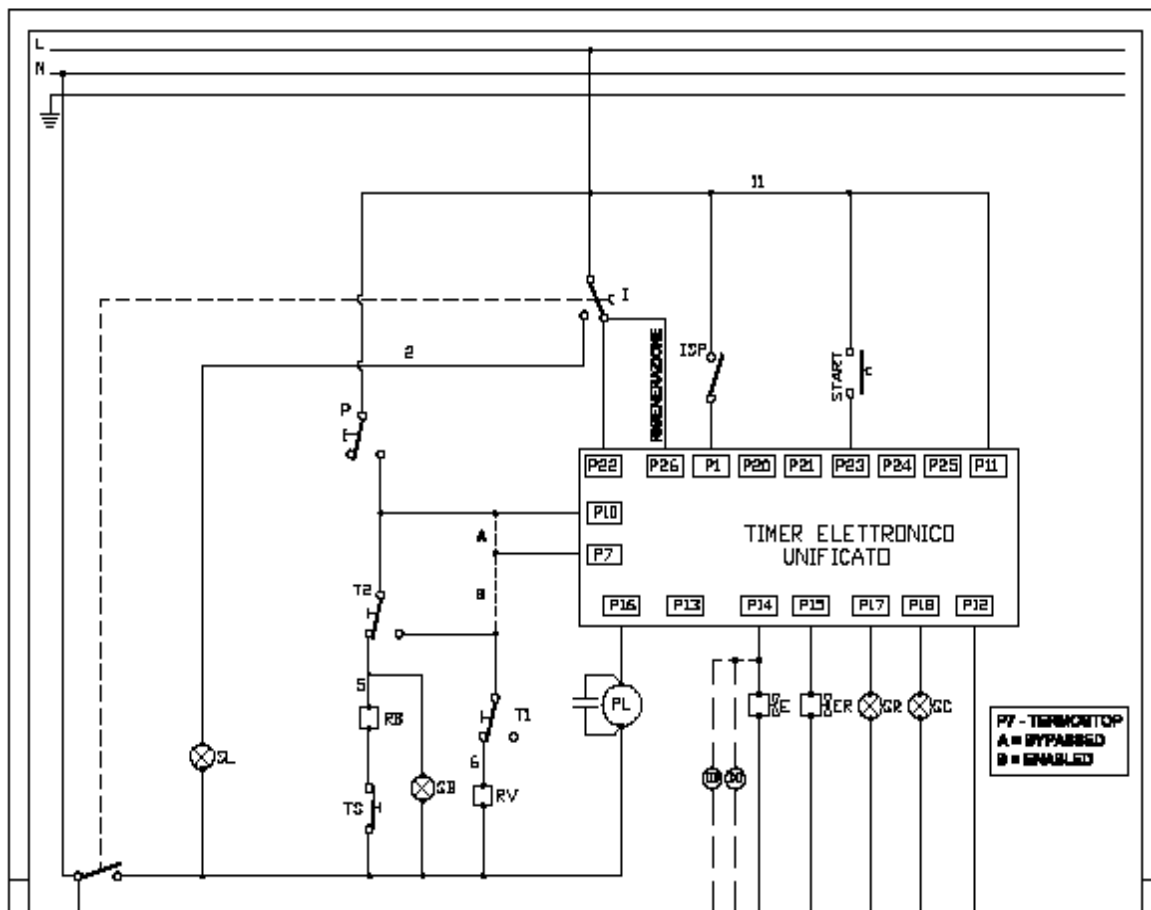 L
N
11
I
2
ISP
START
RIGENERAZIONE
P
P22 P26 P1 P20 P21 P23 P24 P25 P11
P10
A
TIMER ELETTRONICO
UNIFICATO
P7
B
T2
P16 P13 P14 P15 P17 P18 P12
5
RB
T1
PL
E
ER
SR
SC
6
P7 - TERMOSTOP
A = BYPASSED
B = ENABLED
SL
SB
RV
TS